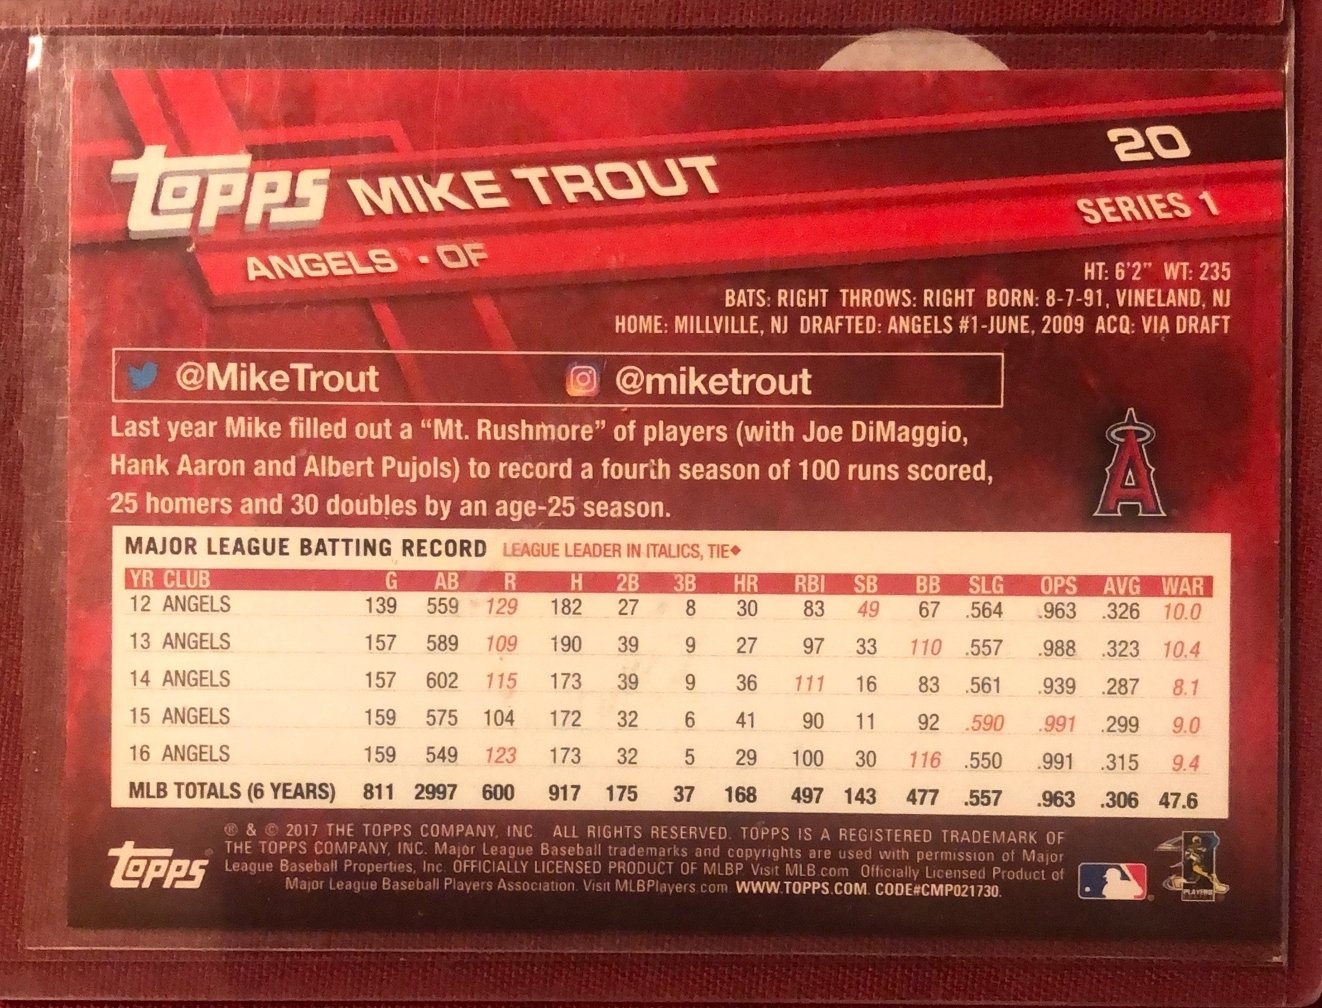 TOPPS MIKE TROUT 20
ANGELS - OF SERIES 1
HT: 6'2" WT: 235
BATS: RIGHT THROWS: RIGHT BORN: 8-7-91, VINELAND, NJ
HOME: MILLVILLE, NJ DRAFTED: ANGELS #1-JUNE, 2009 ACQ: VIA DRAFT
@MikeTrout @miketrout
Last year Mike filled out a “Mt. Rushmore” of players (with Joe DiMaggio,
Hank Aaron and Albert Pujols) to record a fourth season of 100 runs scored,
25 homers and 30 doubles by an age-25 season.
A
MAJOR LEAGUE BATTING RECORD LEAGUE LEADER IN ITALICS, TIE◆
YR CLUB G AB R H 2B 3B HR RBI SB BB SLG OPS AVG WAR
12 ANGELS 139 559 129 182 27 8 30 83 49 67 .564 .963 .326 10.0
13 ANGELS 157 589 109 190 39 9 27 97 33 110 .557 .988 .323 10.4
14 ANGELS 157 602 115 173 39 9 36 111 16 83 .561 .939 .287 8.1
15 ANGELS 159 575 104 172 32 6 41 90 11 92 .590 .991 .299 9.0
16 ANGELS 159 549 123 173 32 5 29 100 30 116 .550 .991 .315 9.4
MLB TOTALS (6 YEARS) 811 2997 600 917 175 37 168 497 143 477 .557 .963 .306 47.6
® & © 2017 THE TOPPS COMPANY, INC. ALL RIGHTS RESERVED. TOPPS IS A REGISTERED TRADEMARK OF
THE TOPPS COMPANY, INC. Major League Baseball trademarks and copyrights are used with permission of Major
League Baseball Properties, Inc. OFFICIALLY LICENSED PRODUCT OF MLBP Visit MLB.com Officially Licensed Product of
Major League Baseball Players Association. Visit MLBPlayers.com WWW.TOPPS.COM. CODE#CMP021730.
TOPPS ®
PLAYERS